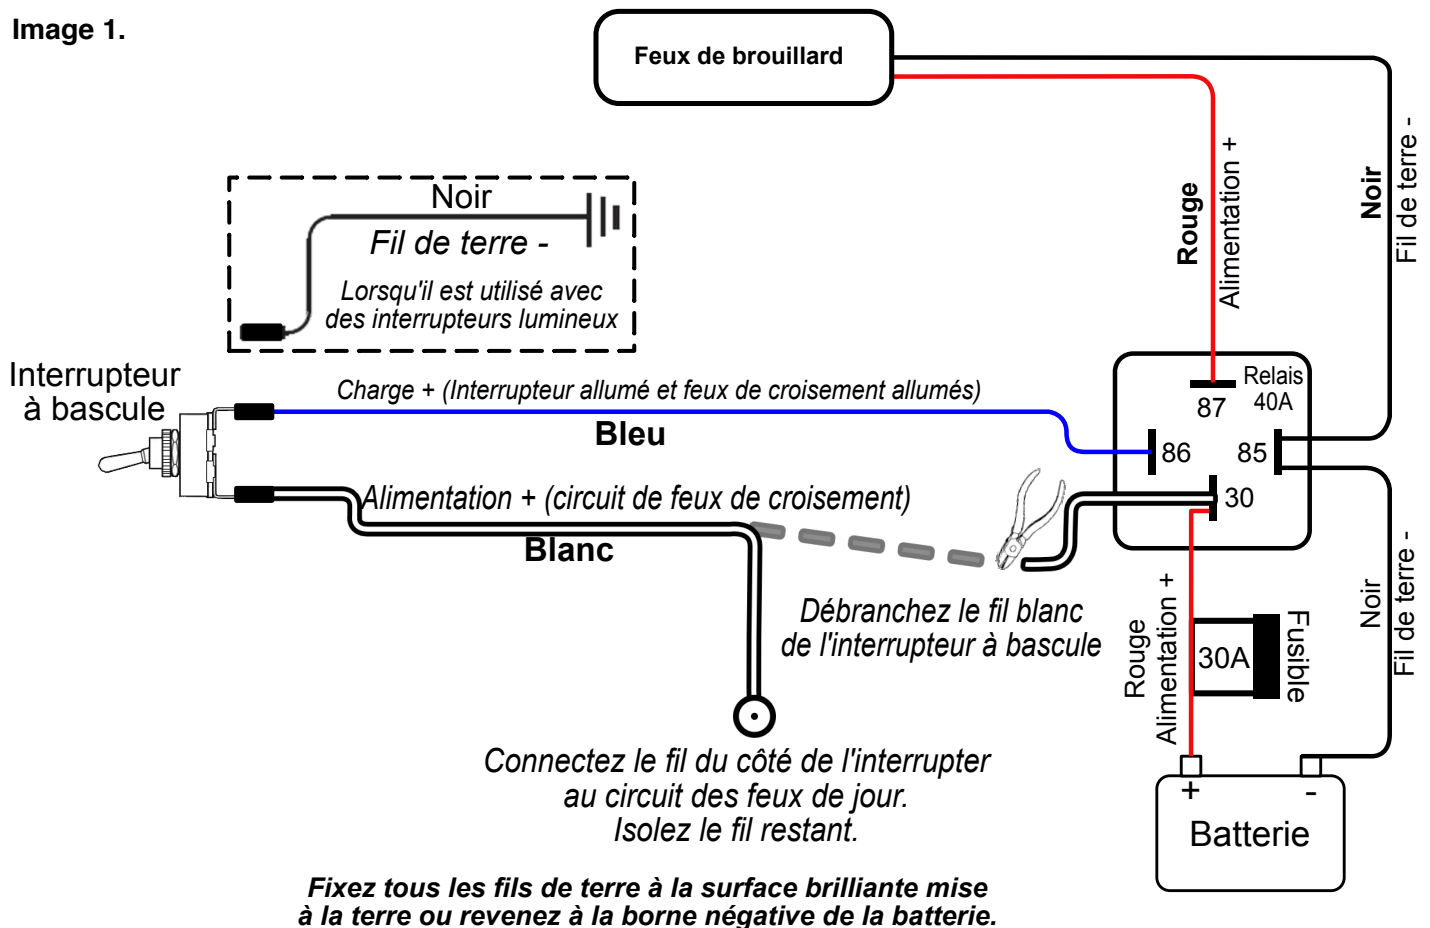 Image 1.
Feux de brouillard
Noir
Fil de terre -
Lorsqu'il est utilisé avec
des interrupteurs lumineux
Rouge
Alimentation +
Noir
Fil de terre -
Interrupteur
à bascule
Charge + (Interrupteur allumé et feux de croisement allumés)
Bleu
Relais
40A
87
86
85
30
Alimentation + (circuit de feux de croisement)
Blanc
Débranchez le fil blanc
de l'interrupteur à bascule
Rouge
Alimentation +
30A
Fusible
Noir
Fil de terre -
Connectez le fil du côté de l'interrupter
au circuit des feux de jour.
Isolez le fil restant.
+
-
Batterie
Fixez tous les fils de terre à la surface brilliante mise
à la terre ou revenez à la borne négative de la batterie.